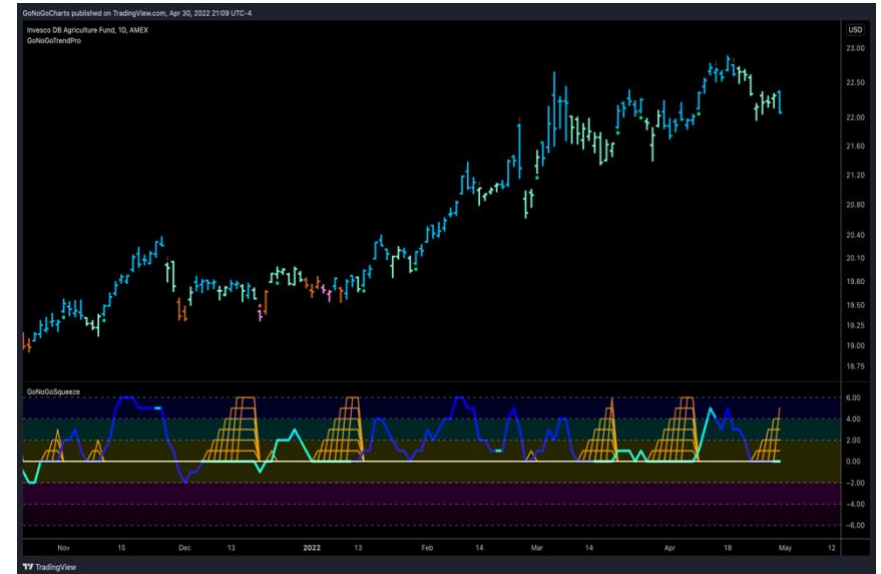 GoNoGoCharts published on TradingView.com, Apr 30, 2022 21:09 UTC-4
Invesco DB Agriculture Fund, 1D, AMEX
GoNoGoTrendPro
USD
23.00
22.50
22.00
21.60
21.20
20.80
20.40
20.10
19.80
19.50
19.25
19.00
18.75
GoNoGoSqueeze
6.00
4.00
2.00
0.00
−2.00
−4.00
−6.00
Nov 15 Dec 13 2022 13 Feb 14 Mar 14 Apr 18 May 12
TradingView